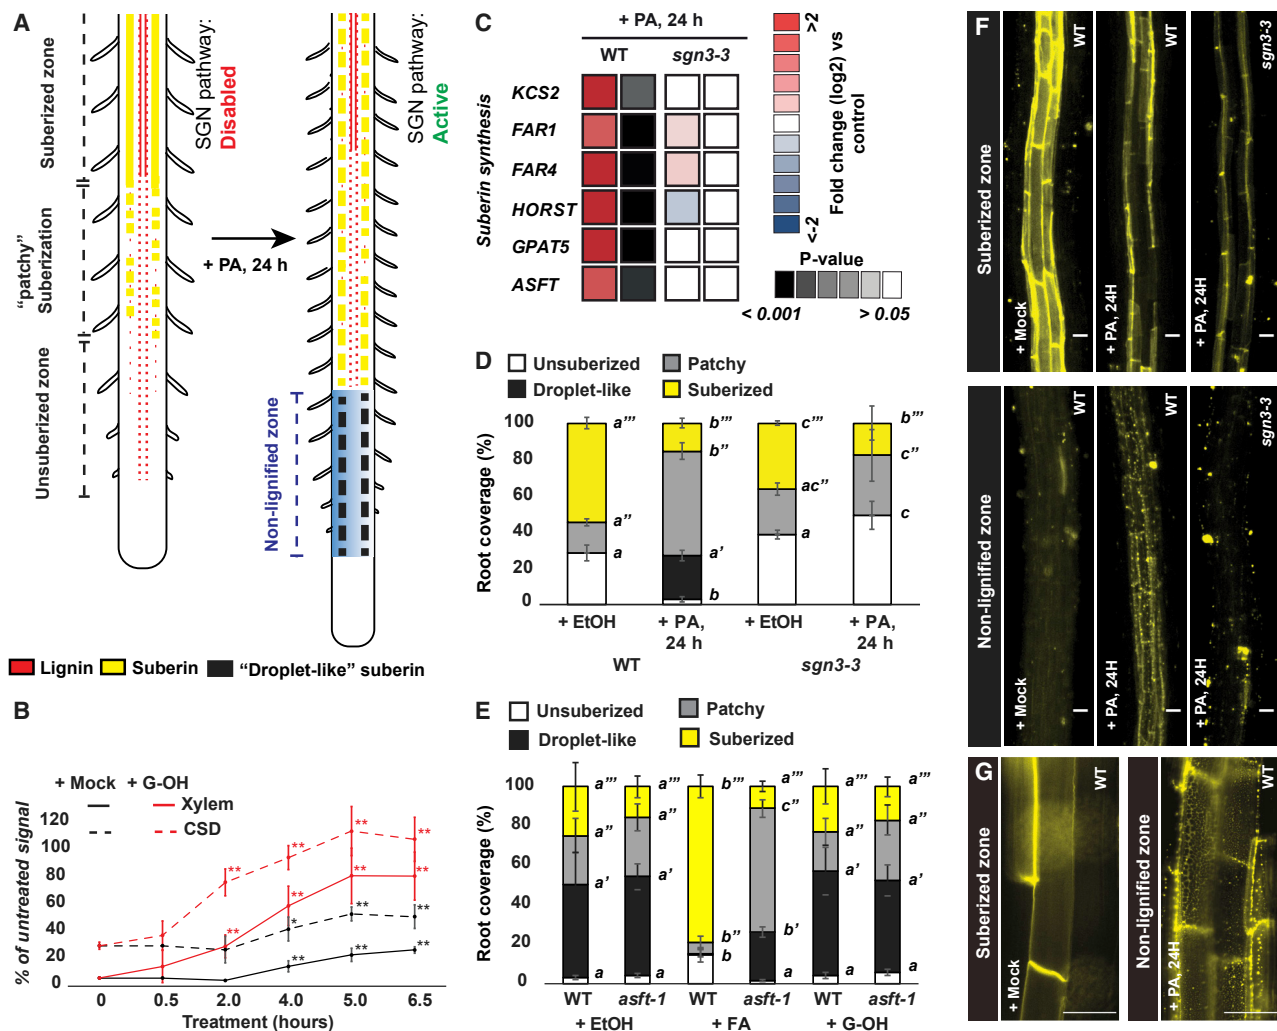 A
Suberized zone
"patchy"
Suberization
Unsuberized zone
SGN pathway:
Disabled
+ PA, 24 h
SGN pathway:
Active
Non-lignified zone
Lignin
Suberin
"Droplet-like" suberin
B
+ Mock
+ G-OH
Xylem
CSD
% of untreated signal
120
100
80
60
40
20
0
**
**
**
**
**
**
**
**
**
*
**
**
**
**
**
0
0.5
2.0
4.0
5.0
6.5
Treatment (hours)
C
+ PA, 24 h
WT
sgn3-3
Suberin synthesis
KCS2
FAR1
FAR4
HORST
GPAT5
ASFT
>2
<-2
Fold change (log2) vs
control
P-value
< 0.001
> 0.05
D
Unsuberized
Patchy
Droplet-like
Suberized
Root coverage (%)
100
80
60
40
20
0
a'''
a''
a
b'''
b''
a'
b
c'''
ac''
a
b'''
c''
c
+ EtOH
+ PA,
24 h
+ EtOH
+ PA,
24 h
WT
sgn3-3
E
Unsuberized
Patchy
Droplet-like
Suberized
Root coverage (%)
100
80
60
40
20
0
a'''
a''
a'
a
a'''
a''
a'
a
b'''
b''
b
a'''
c''
b'
a
a'''
a''
a'
a
a'''
a''
a'
a
WT
asft-1
WT
asft-1
WT
asft-1
+ EtOH
+ FA
+ G-OH
F
Suberized zone
+ Mock
WT
+ PA, 24H
WT
+ PA, 24H
sgn3-3
Non-lignified zone
+ Mock
WT
+ PA, 24H
WT
+ PA, 24H
sgn3-3
G
Suberized zone
+ Mock
WT
Non-lignified zone
+ PA, 24H
WT